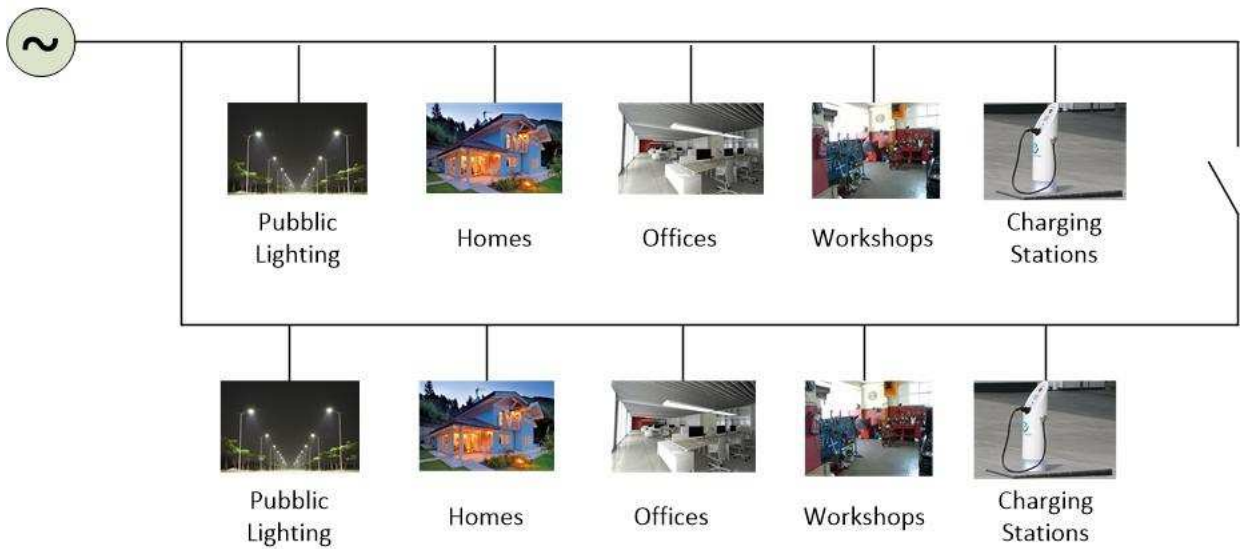 ~
Pubblic
Lighting
Homes
Offices
Workshops
Charging
Stations
Pubblic
Lighting
Homes
Offices
Workshops
Charging
Stations